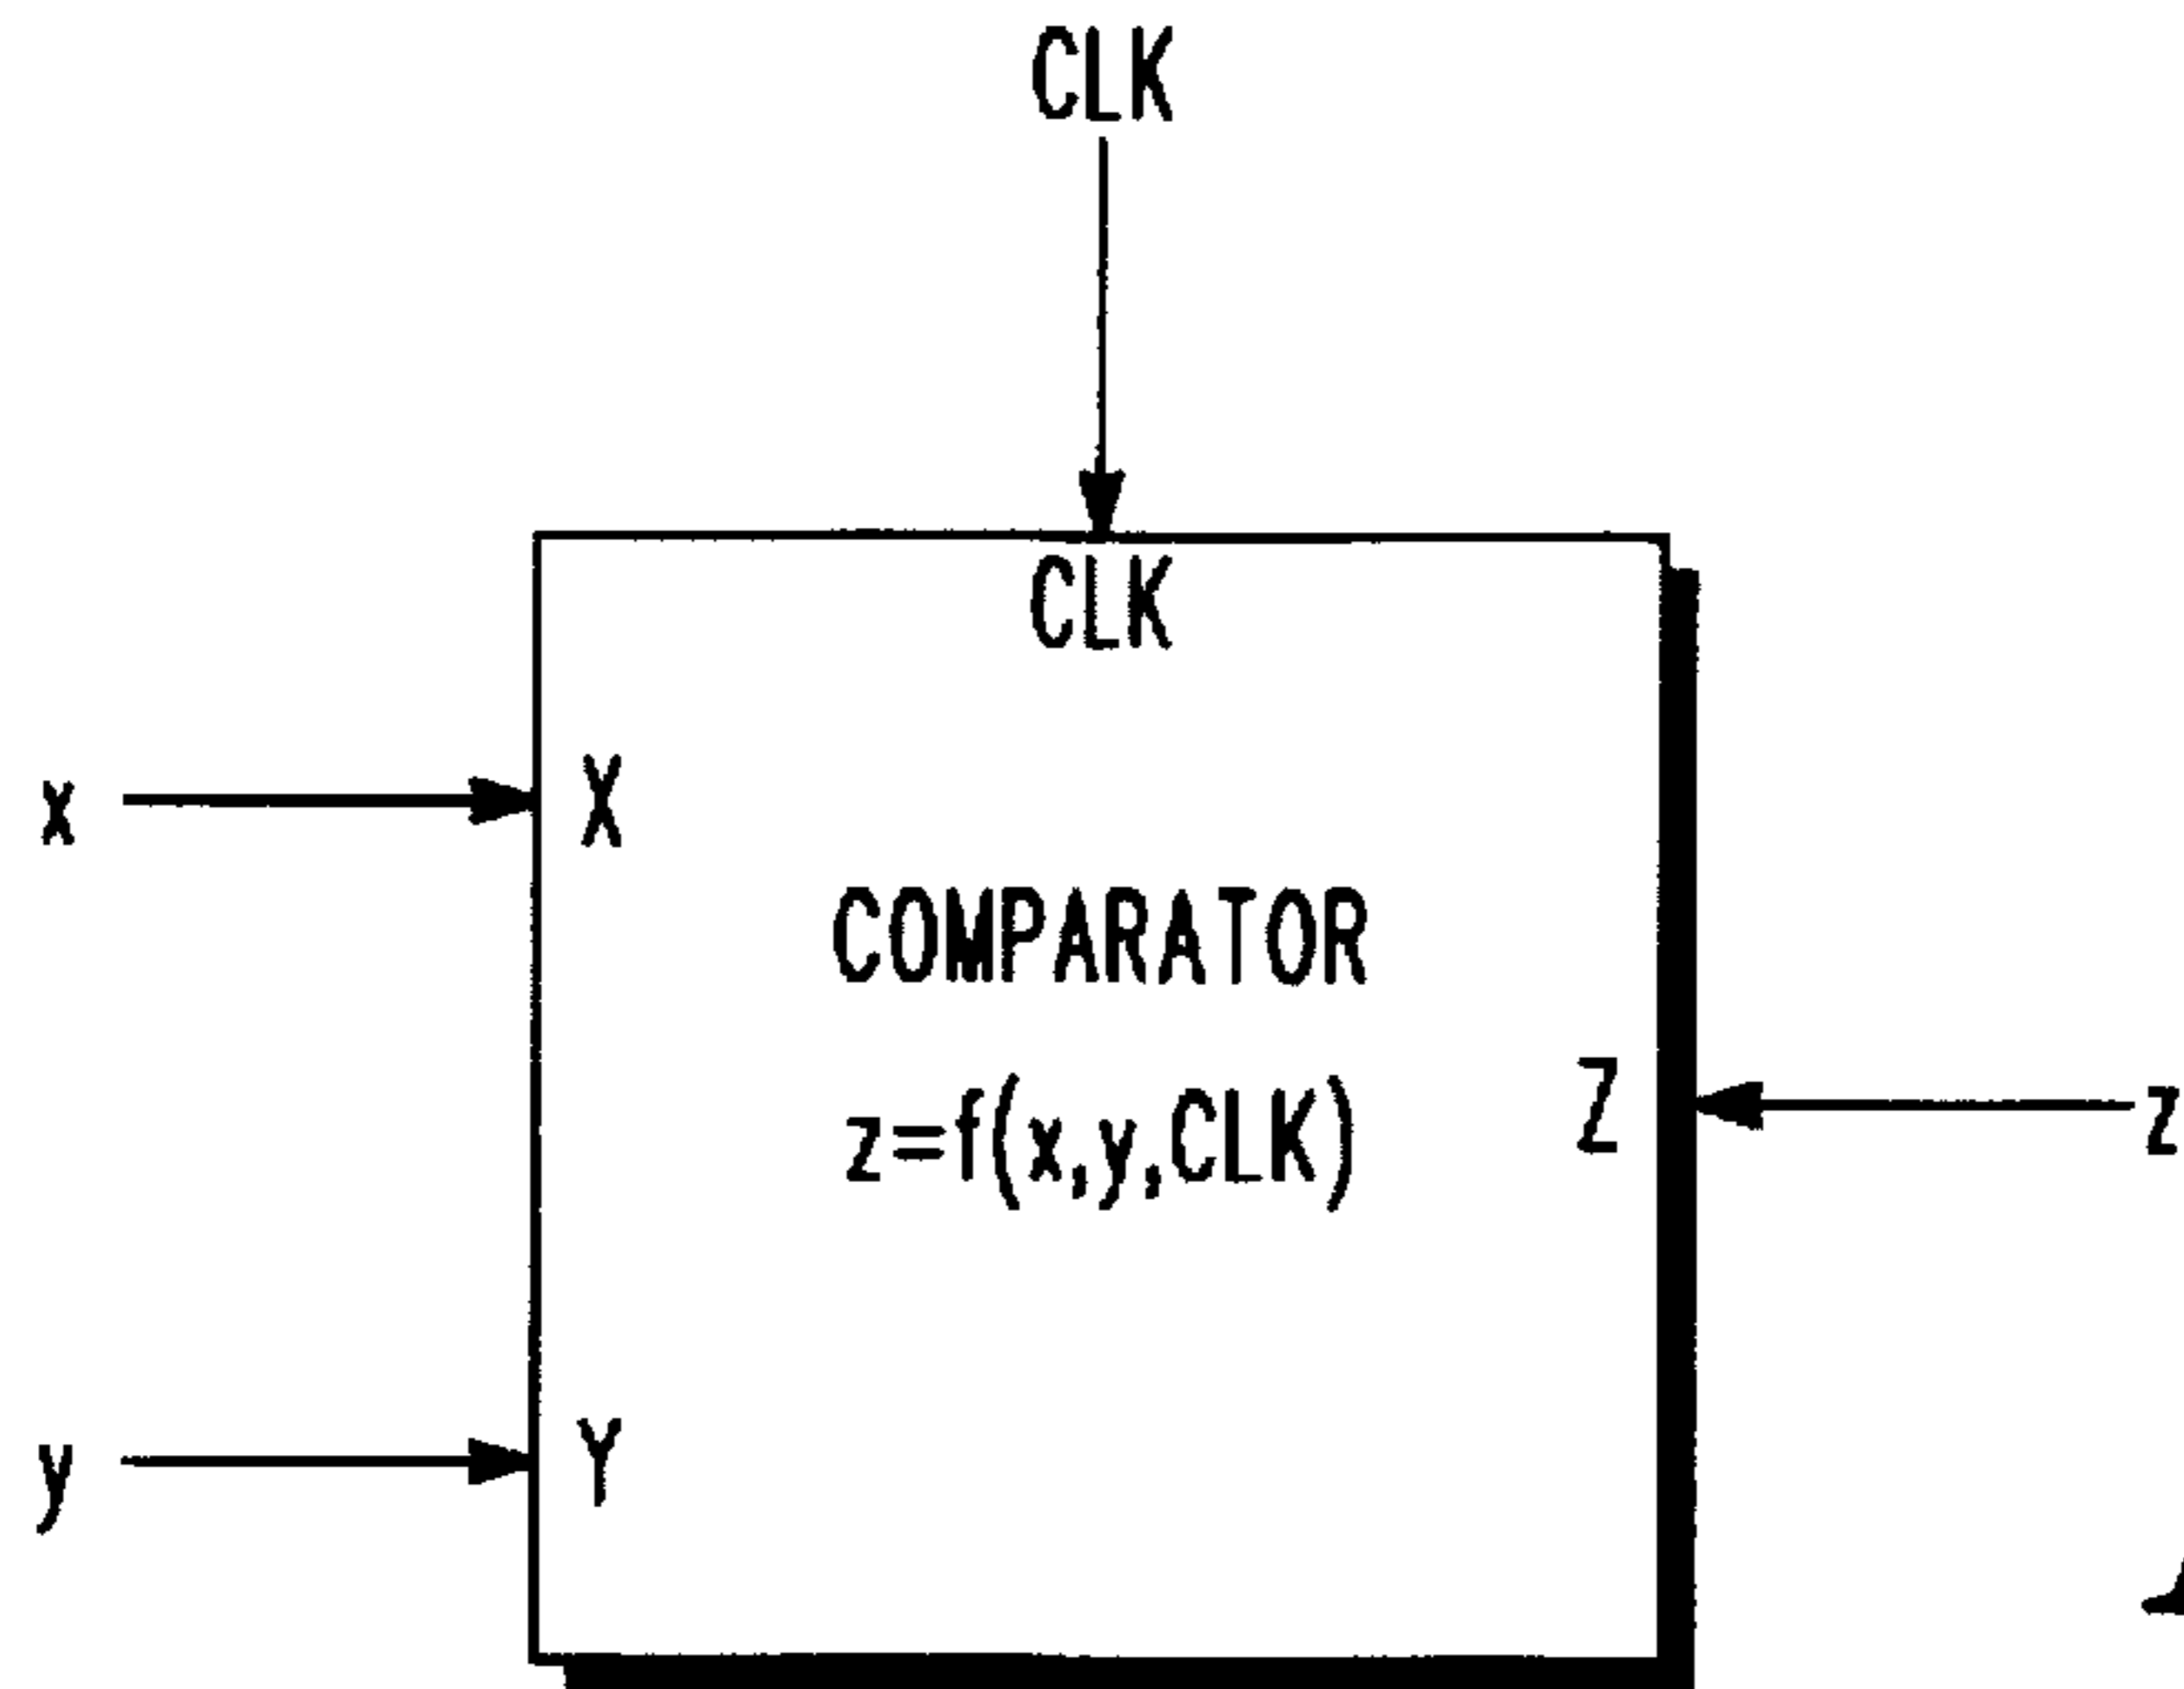 CLK
CLK
x
X
COMPARATOR
z=f(x,y,CLK)
Z
z
y
Y